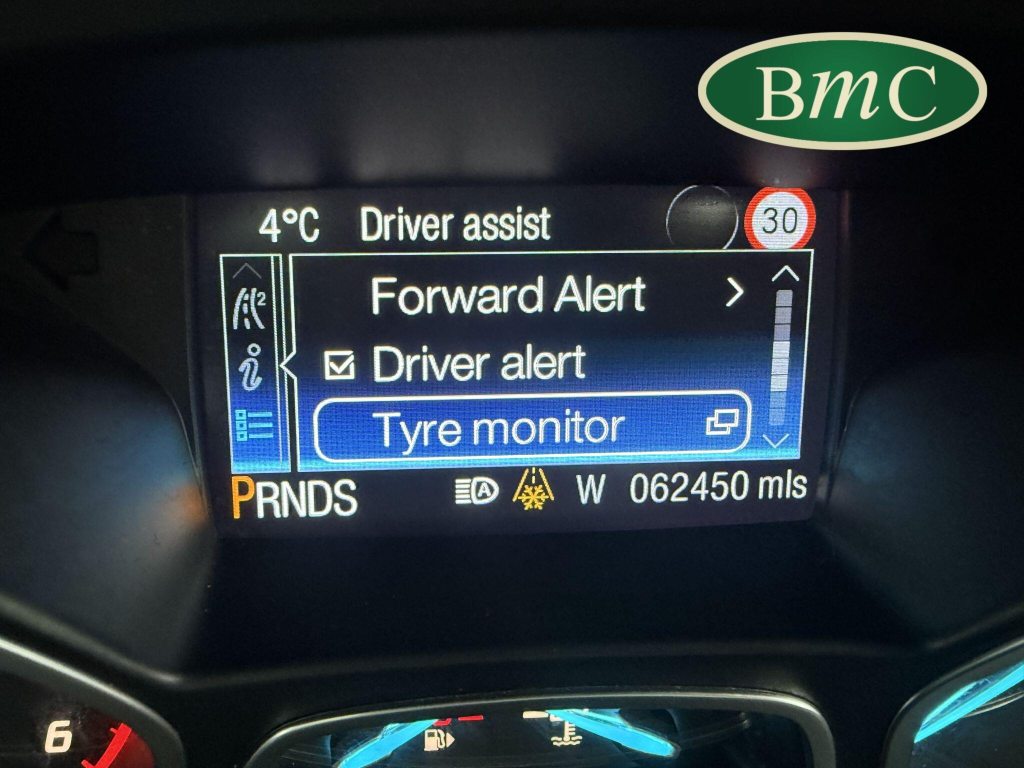 BmC
4°C Driver assist 30
Forward Alert
Driver alert
Tyre monitor
PRNDS A W 062450 mls
6